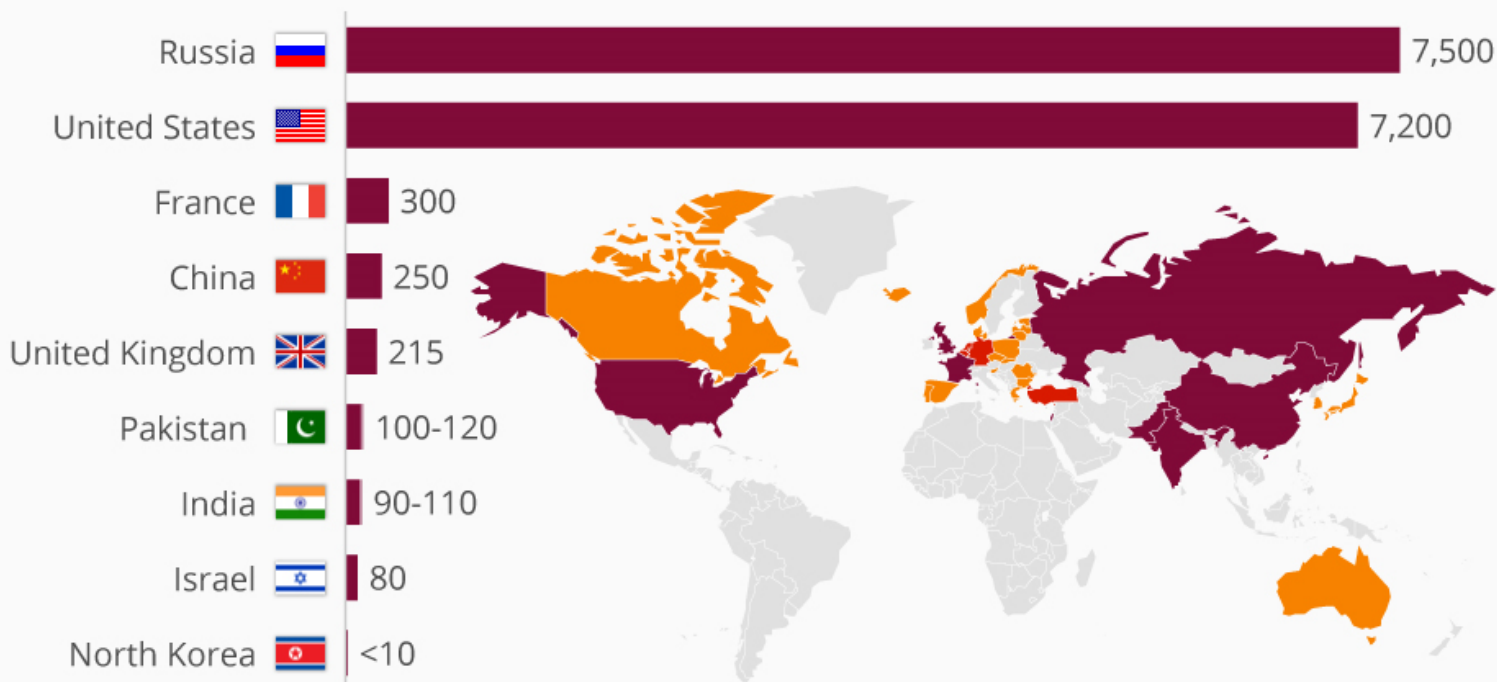 Russia 7,500
United States 7,200
France 300
China 250
United Kingdom 215
Pakistan 100-120
India 90-110
Israel 80
North Korea <10